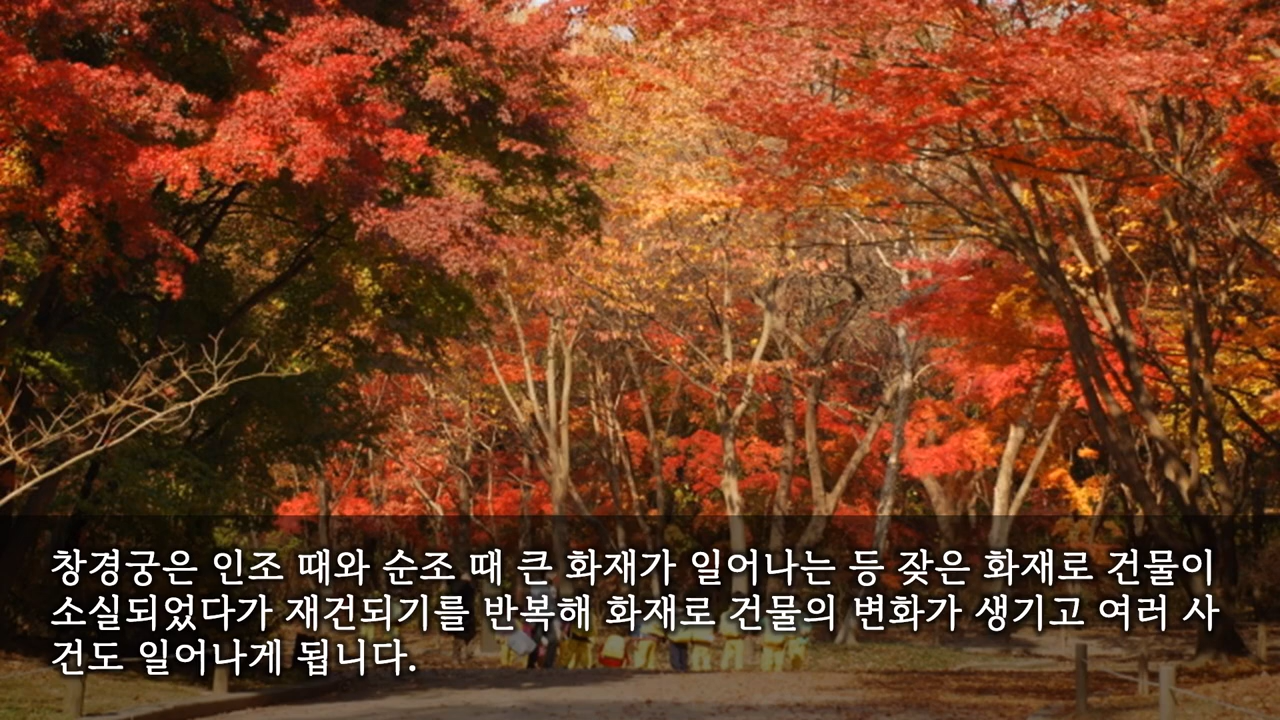 창경궁은 인조 때와 순조 때 큰 화재가 일어나는 등 잦은 화재로 건물이
소실되었다가 재건되기를 반복해 화재로 건물의 변화가 생기고 여러 사
건도 일어나게 됩니다.